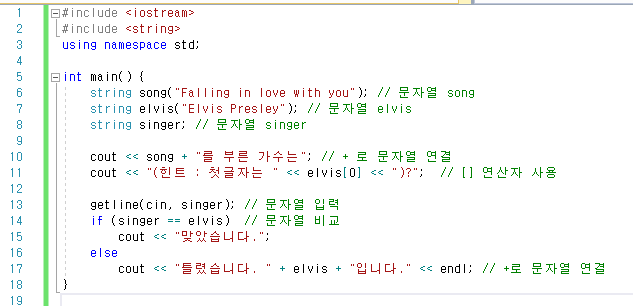 1 #include <iostream>
2 #include <string>
3 using namespace std;
4
5 int main() {
6 string song("Falling in love with you"); // 문자열 song
7 string elvis("Elvis Presley"); // 문자열 elvis
8 string singer; // 문자열 singer
9
10 cout << song + "를 부른 가수는"; // + 로 문자열 연결
11 cout << "(힌트 : 첫글자는 " << elvis[0] << ")?"; // [] 연산자 사용
12
13 getline(cin, singer); // 문자열 입력
14 if (singer == elvis) // 문자열 비교
15 cout << "맞았습니다.";
16 else
17 cout << "틀렸습니다. " + elvis + "입니다." << endl; // +로 문자열 연결
18 }
19